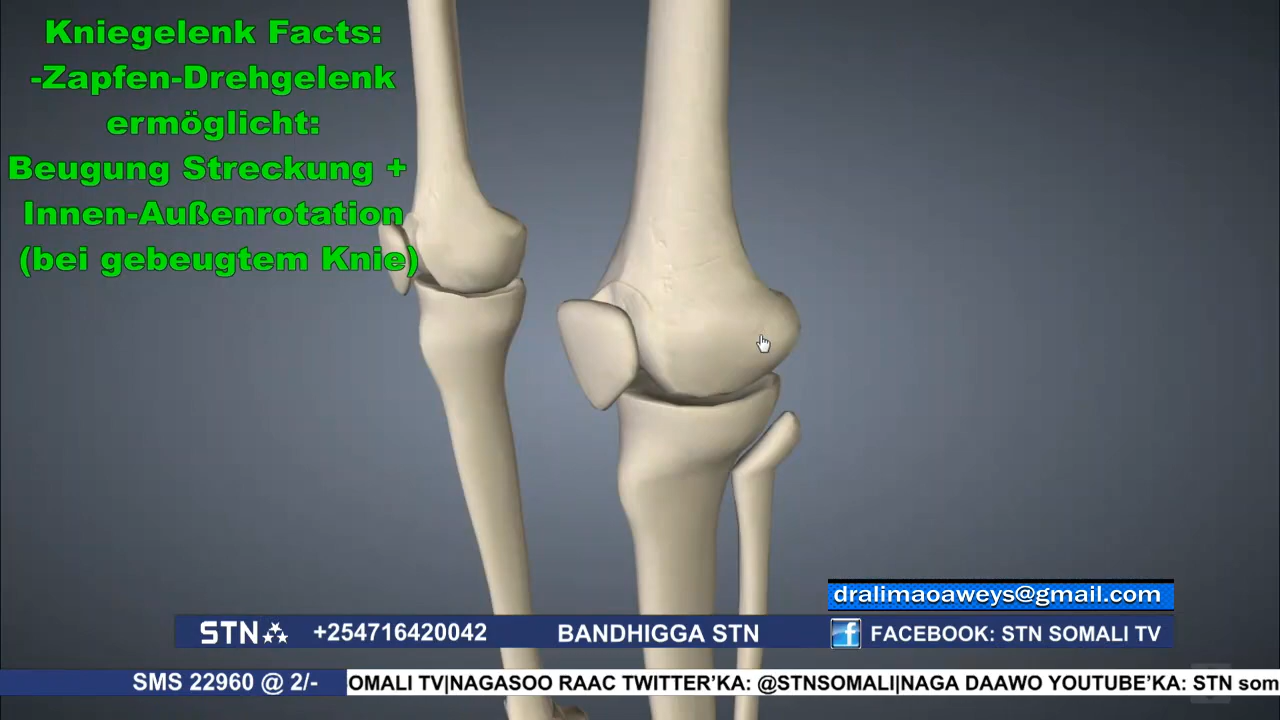 Kniegelenk Facts:
-Zapfen-Drehgelenk
ermöglicht:
Beugung Streckung +
Innen-Außenrotation
(bei gebeugtem Knie)
dralimaoaweys@gmail.com
STN +254716420042 BANDHIGGA STN FACEBOOK: STN SOMALI TV
SMS 22960 @ 2/- OMALI TV|NAGASOO RAAC TWITTER'KA: @STNSOMALI|NAGA DAAWO YOUTUBE'KA: STN som